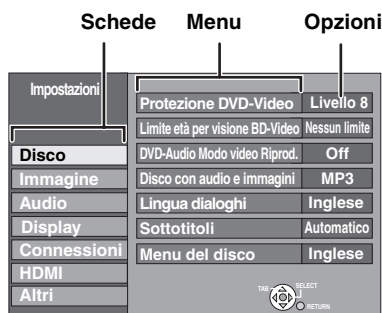 Schede Menu Opzioni
Impostazioni
Protezione DVD-Video Livello 8
Limite età per visione BD-Video Nessun limite
Disco DVD-Audio Modo video Riprod. Off
Immagine Disco con audio e immagini MP3
Audio Lingua dialoghi Inglese
Display Sottotitoli Automatico
Connessioni Menu del disco Inglese
HDMI
Altri
TAB SELECT
RETURN